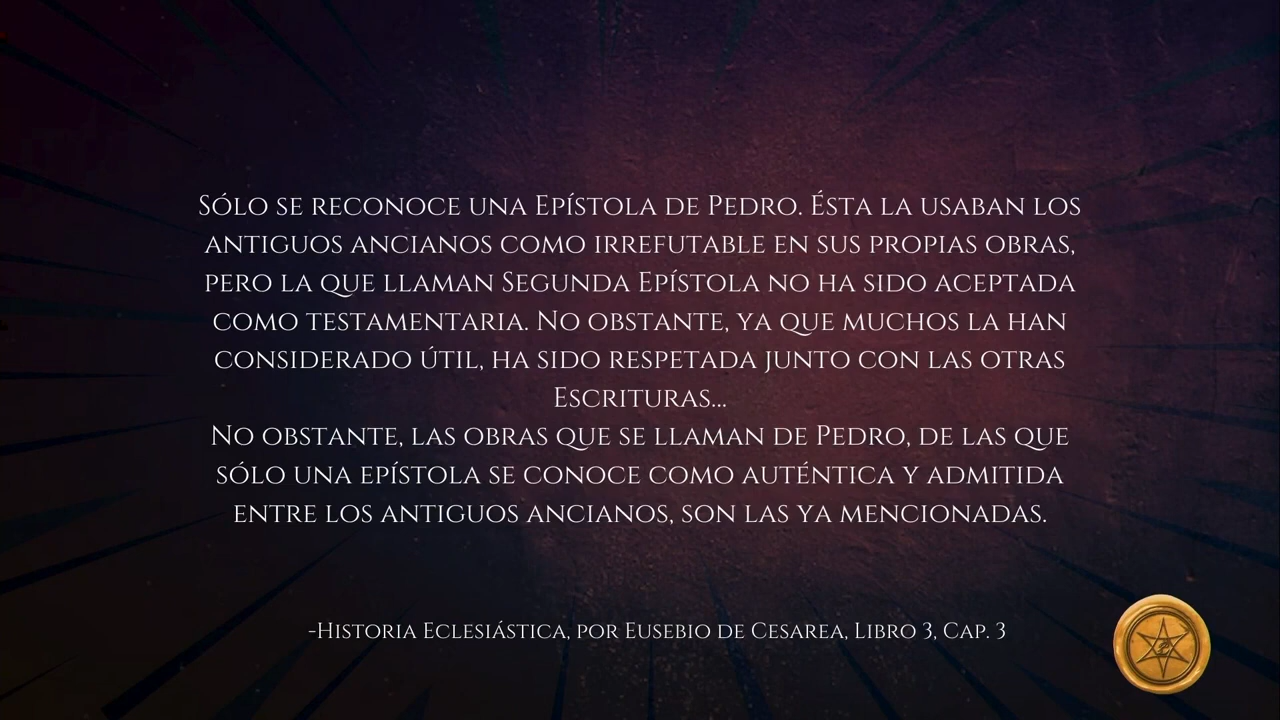 Sólo se reconoce una Epístola de Pedro. Ésta la usaban los
antiguos ancianos como irrefutable en sus propias obras,
pero la que llaman Segunda Epístola no ha sido aceptada
como testamentaria. No obstante, ya que muchos la han
considerado útil, ha sido respetada junto con las otras
Escrituras...
No obstante, las obras que se llaman de Pedro, de las que
sólo una epístola se conoce como auténtica y admitida
entre los antiguos ancianos, son las ya mencionadas.
-Historia Eclesiástica, por Eusebio de Cesarea, Libro 3, Cap. 3